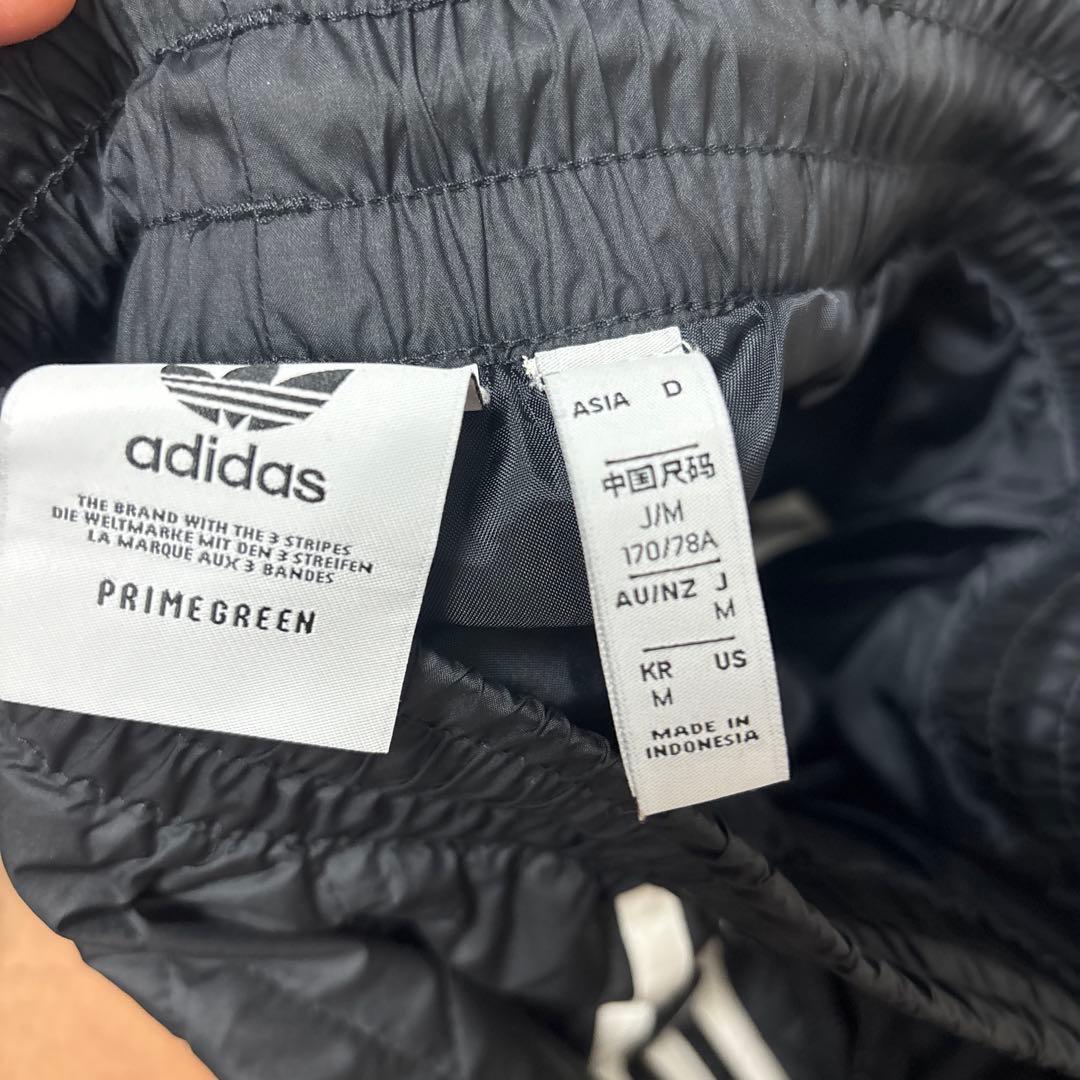 adidas
THE BRAND WITH THE 3 STRIPES
DIE WELTMARKE MIT DEN 3 STREIFEN
LA MARQUE AUX 3 BANDES
PRIMEGREEN
ASIA D
中国尺码
J/M
170/78A
AU/NZ J
M
KR US
M
MADE IN
INDONESIA